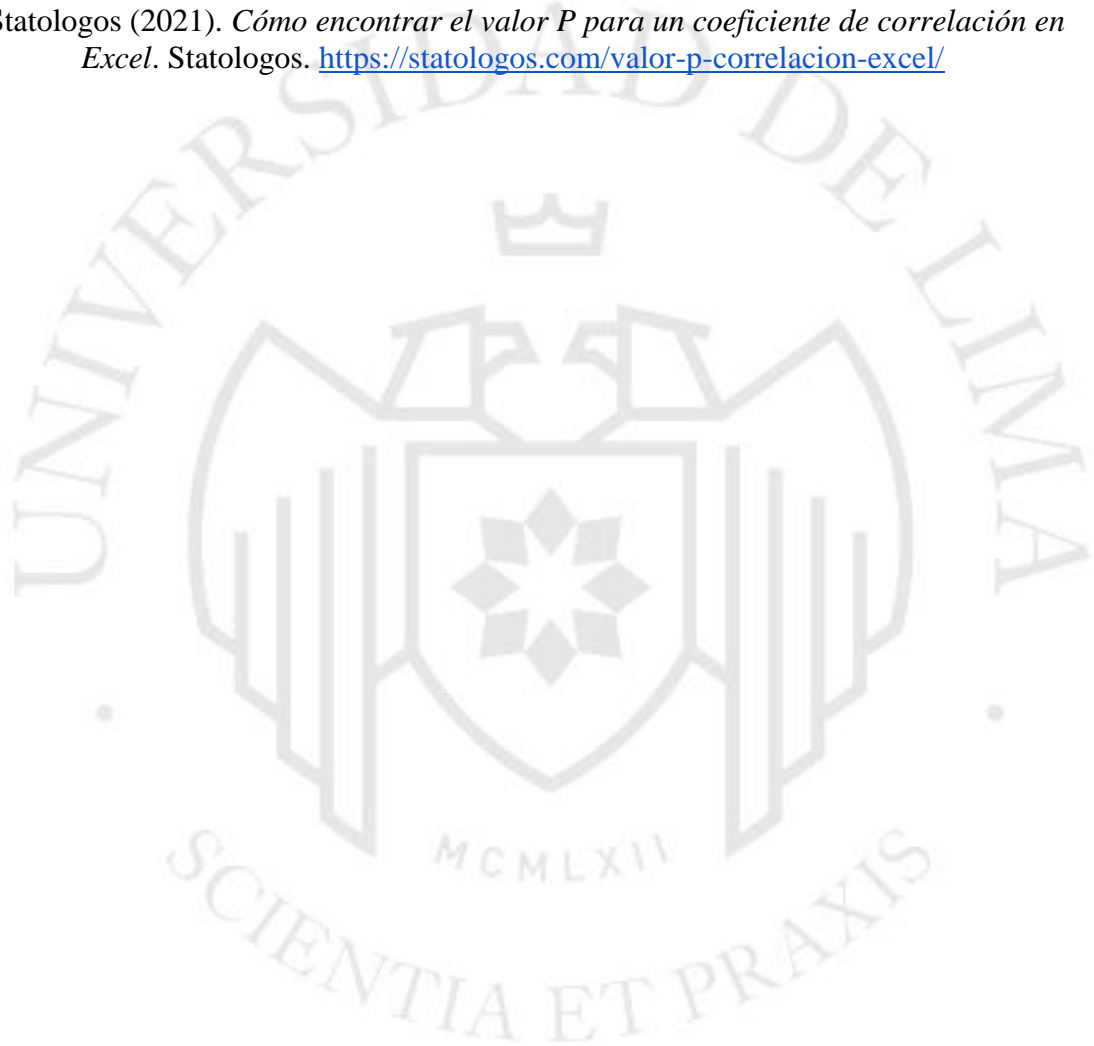 Statologos (2021). Cómo encontrar el valor P para un coeficiente de correlación en
Excel. Statologos. https://statologos.com/valor-p-correlacion-excel/
UNIVERSIDAD DE LIMA
MCMLXII
SCIENTIA ET PRAXIS